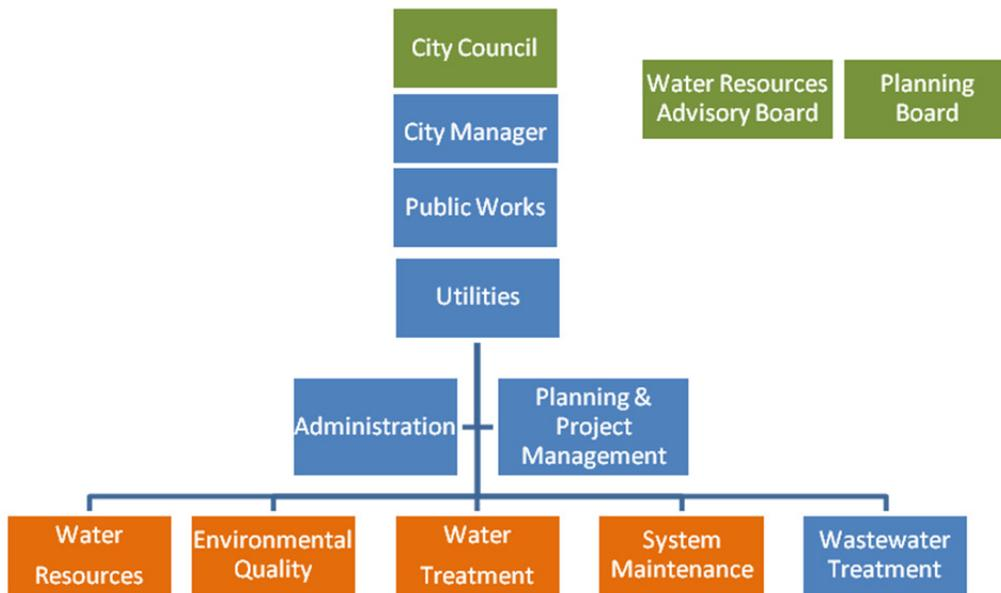 City Council
Water Resources
Advisory Board
Planning
Board
City Manager
Public Works
Utilities
Administration
Planning &
Project
Management
Water
Resources
Environmental
Quality
Water
Treatment
System
Maintenance
Wastewater
Treatment